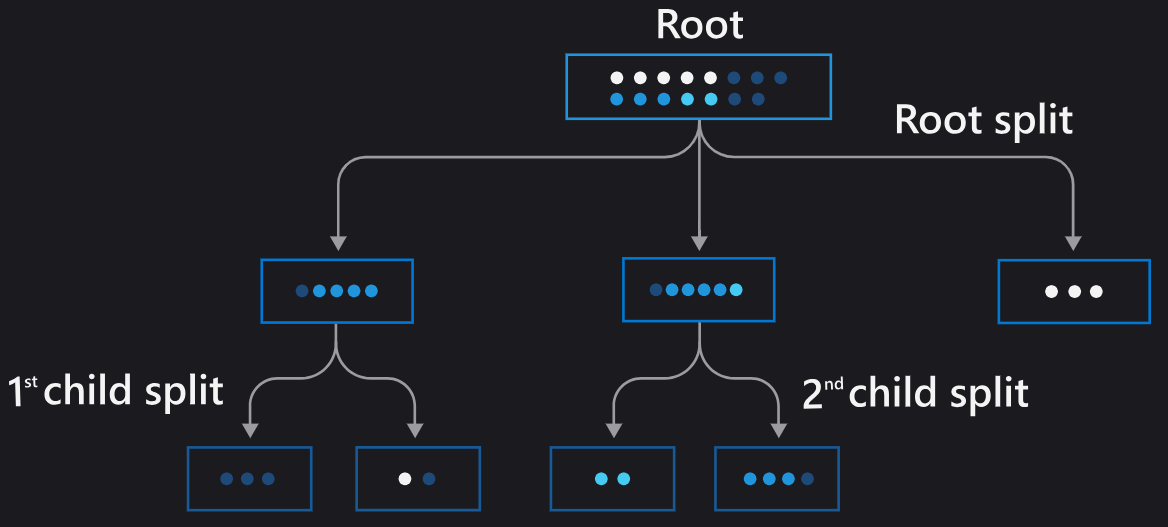 Root
Root split
1st child split
2nd child split